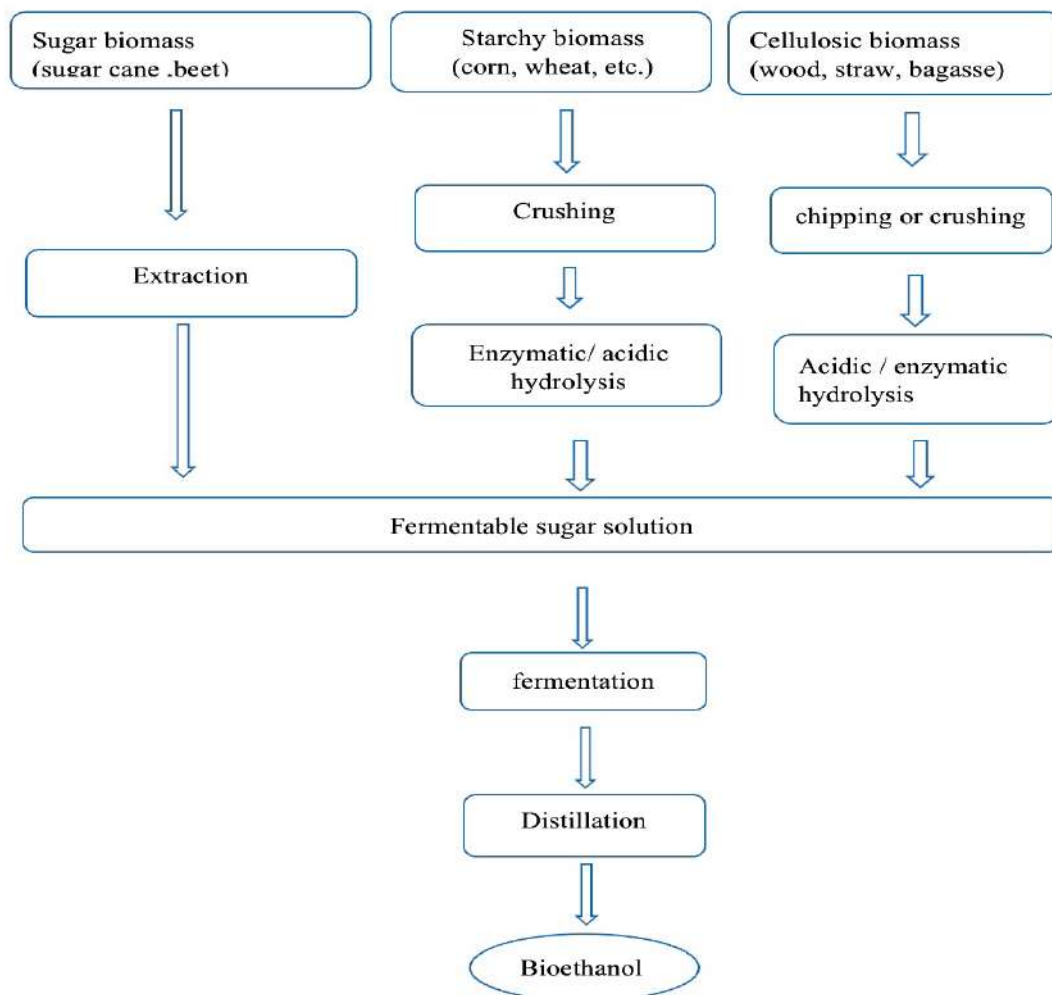 Sugar biomass
(sugar cane .beet)
Starchy biomass
(corn, wheat, etc.)
Cellulosic biomass
(wood, straw, bagasse)
Crushing
chipping or crushing
Extraction
Enzymatic/ acidic
hydrolysis
Acidic / enzymatic
hydrolysis
Fermentable sugar solution
fermentation
Distillation
Bioethanol